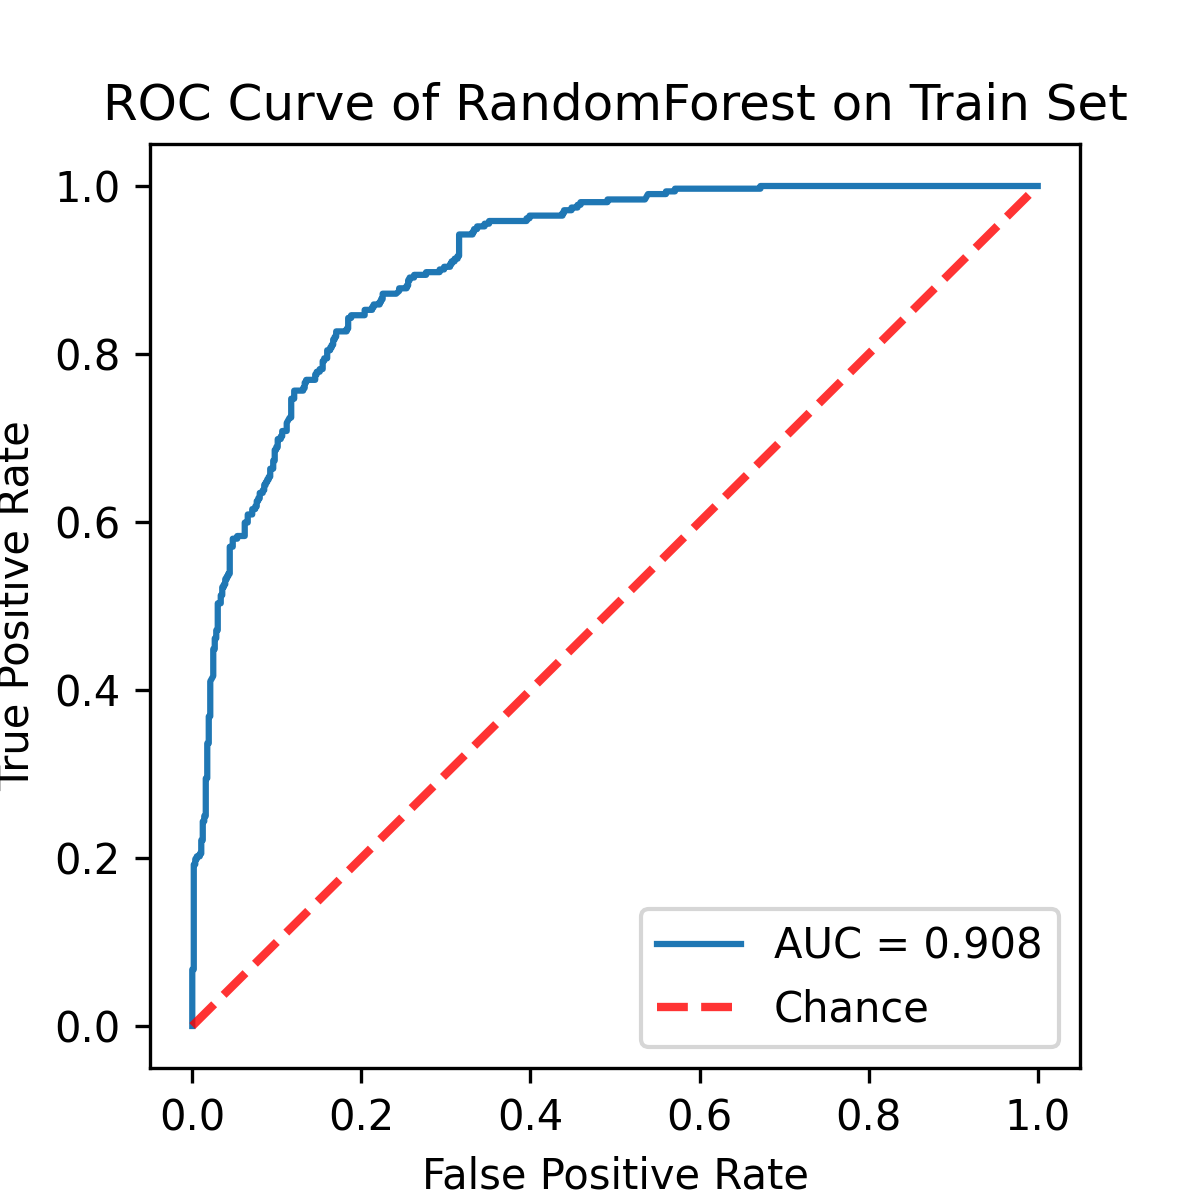 ROC Curve of RandomForest on Train Set
True Positive Rate
1.0
0.8
0.6
0.4
0.2
0.0
AUC = 0.908
Chance
0.0 0.2 0.4 0.6 0.8 1.0
False Positive Rate